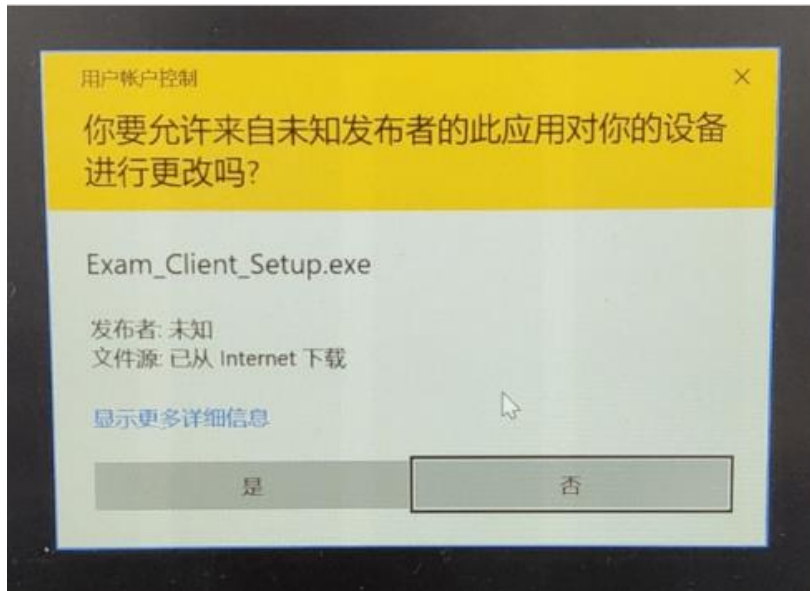 用户帐户控制
你要允许来自未知发布者的此应用对你的设备
进行更改吗?
Exam_Client_Setup.exe
发布者: 未知
文件源: 已从 Internet 下载
显示更多详细信息
是
否